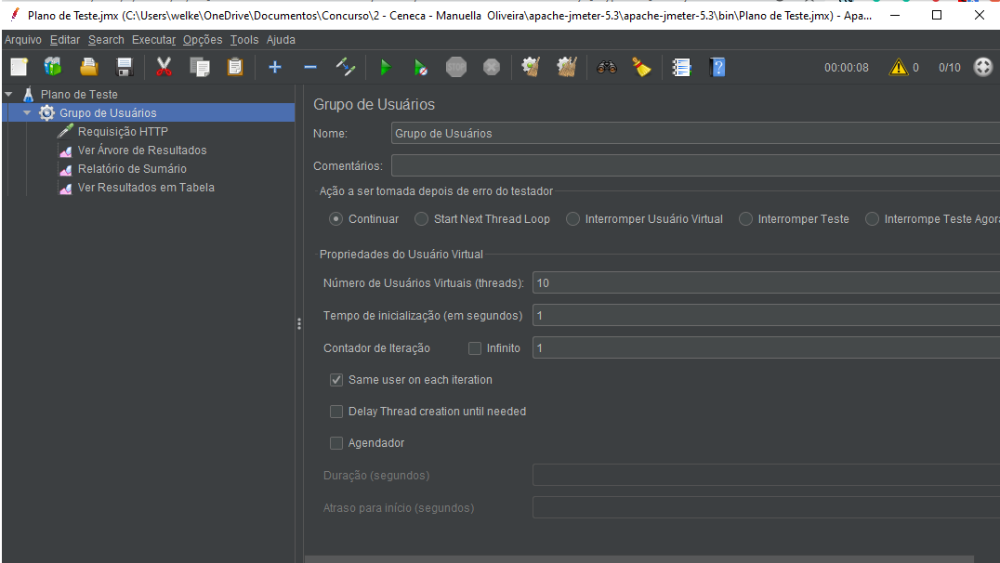 Plano de Teste.jmx (C:\Users\welke\OneDrive\Documentos\Concurso\2 - Ceneca - Manuella Oliveira\apache-jmeter-5.3\apache-jmeter-5.3\bin\Plano de Teste.jmx) - Apa...
Arquivo Editar Search Executar Opções Tools Ajuda
STOP
00:00:08 0 0/10
Plano de Teste
Grupo de Usuários
Requisição HTTP
Ver Árvore de Resultados
Relatório de Sumário
Ver Resultados em Tabela
Grupo de Usuários
Nome: Grupo de Usuários
Comentários:
Ação a ser tomada depois de erro do testador
Continuar Start Next Thread Loop Interromper Usuário Virtual Interromper Teste Interrompe Teste Agora
Propriedades do Usuário Virtual
Número de Usuários Virtuais (threads): 10
Tempo de inicialização (em segundos) 1
Contador de Iteração Infinito 1
Same user on each iteration
Delay Thread creation until needed
Agendador
Duração (segundos)
Atraso para início (segundos)